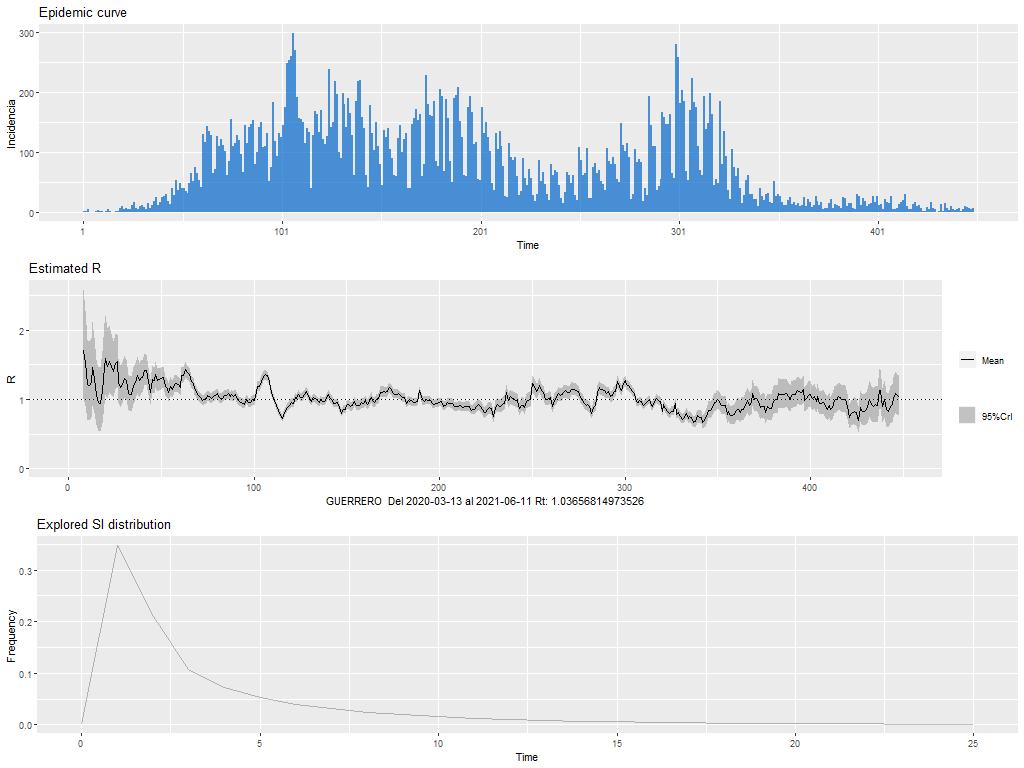 Epidemic curve
300
200
100
0
Incidencia
1
101
201
301
401
Time
Estimated R
2
1
0
R
0
100
200
300
400
GUERRERO Del 2020-03-13 al 2021-06-11 Rt: 1.03656814973526
Mean
95%CrI
Explored SI distribution
0.3
0.2
0.1
0.0
Frequency
0
5
10
15
20
25
Time